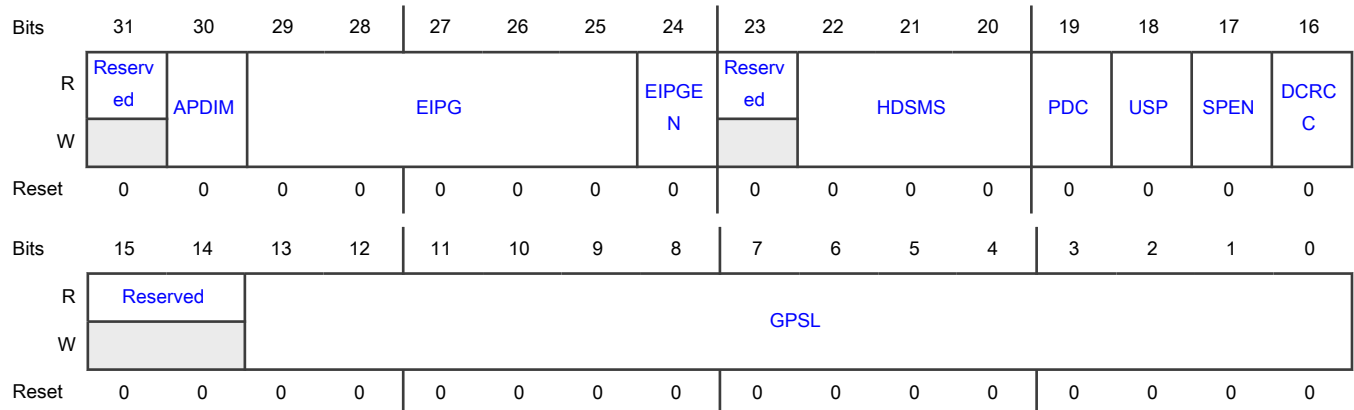 Bits 31 30 29 28 27 26 25 24 23 22 21 20 19 18 17 16
R Reserv
ed APDIM EIPG EIPGE
N Reserv
ed HDSMS PDC USP SPEN DCRC
C
W
Reset 0 0 0 0 0 0 0 0 0 0 0 0 0 0 0 0
Bits 15 14 13 12 11 10 9 8 7 6 5 4 3 2 1 0
R Reserved GPSL
W
Reset 0 0 0 0 0 0 0 0 0 0 0 0 0 0 0 0